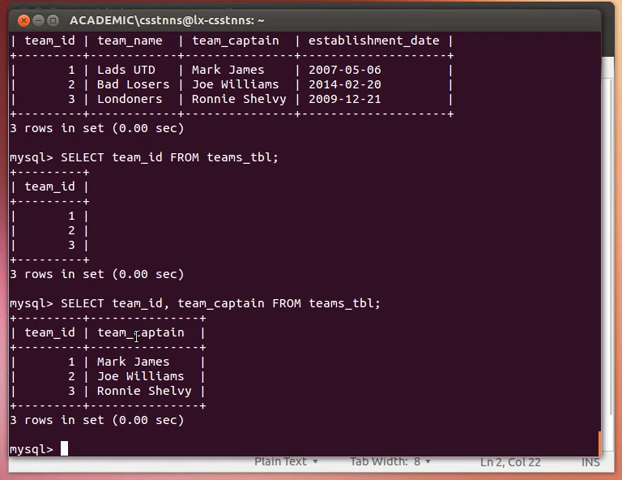 ACADEMIC\csstnns@lx-csstnns: ~
| team_id | team_name  | team_captain  | establishment_date |
+---------+------------+---------------+--------------------+
|       1 | Lads UTD   | Mark James    | 2007-05-06         |
|       2 | Bad Losers | Joe Williams  | 2014-02-20         |
|       3 | Londoners  | Ronnie Shelvy | 2009-12-21         |
+---------+------------+---------------+--------------------+
3 rows in set (0.00 sec)
mysql> SELECT team_id FROM teams_tbl;
+---------+
| team_id |
+---------+
|       1 |
|       2 |
|       3 |
+---------+
3 rows in set (0.00 sec)
mysql> SELECT team_id, team_captain FROM teams_tbl;
+---------+---------------+
| team_id | team_captain  |
+---------+---------------+
|       1 | Mark James    |
|       2 | Joe Williams  |
|       3 | Ronnie Shelvy |
+---------+---------------+
3 rows in set (0.00 sec)
mysql>
Plain Text Tab Width: 8 Ln 2, Col 22 INS